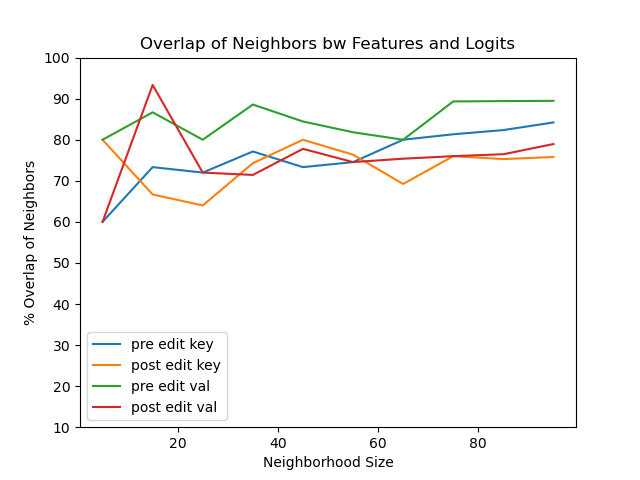 Overlap of Neighbors bw Features and Logits
% Overlap of Neighbors
100
90
80
70
60
50
40
30
20
10
pre edit key
post edit key
pre edit val
post edit val
20 40 60 80
Neighborhood Size